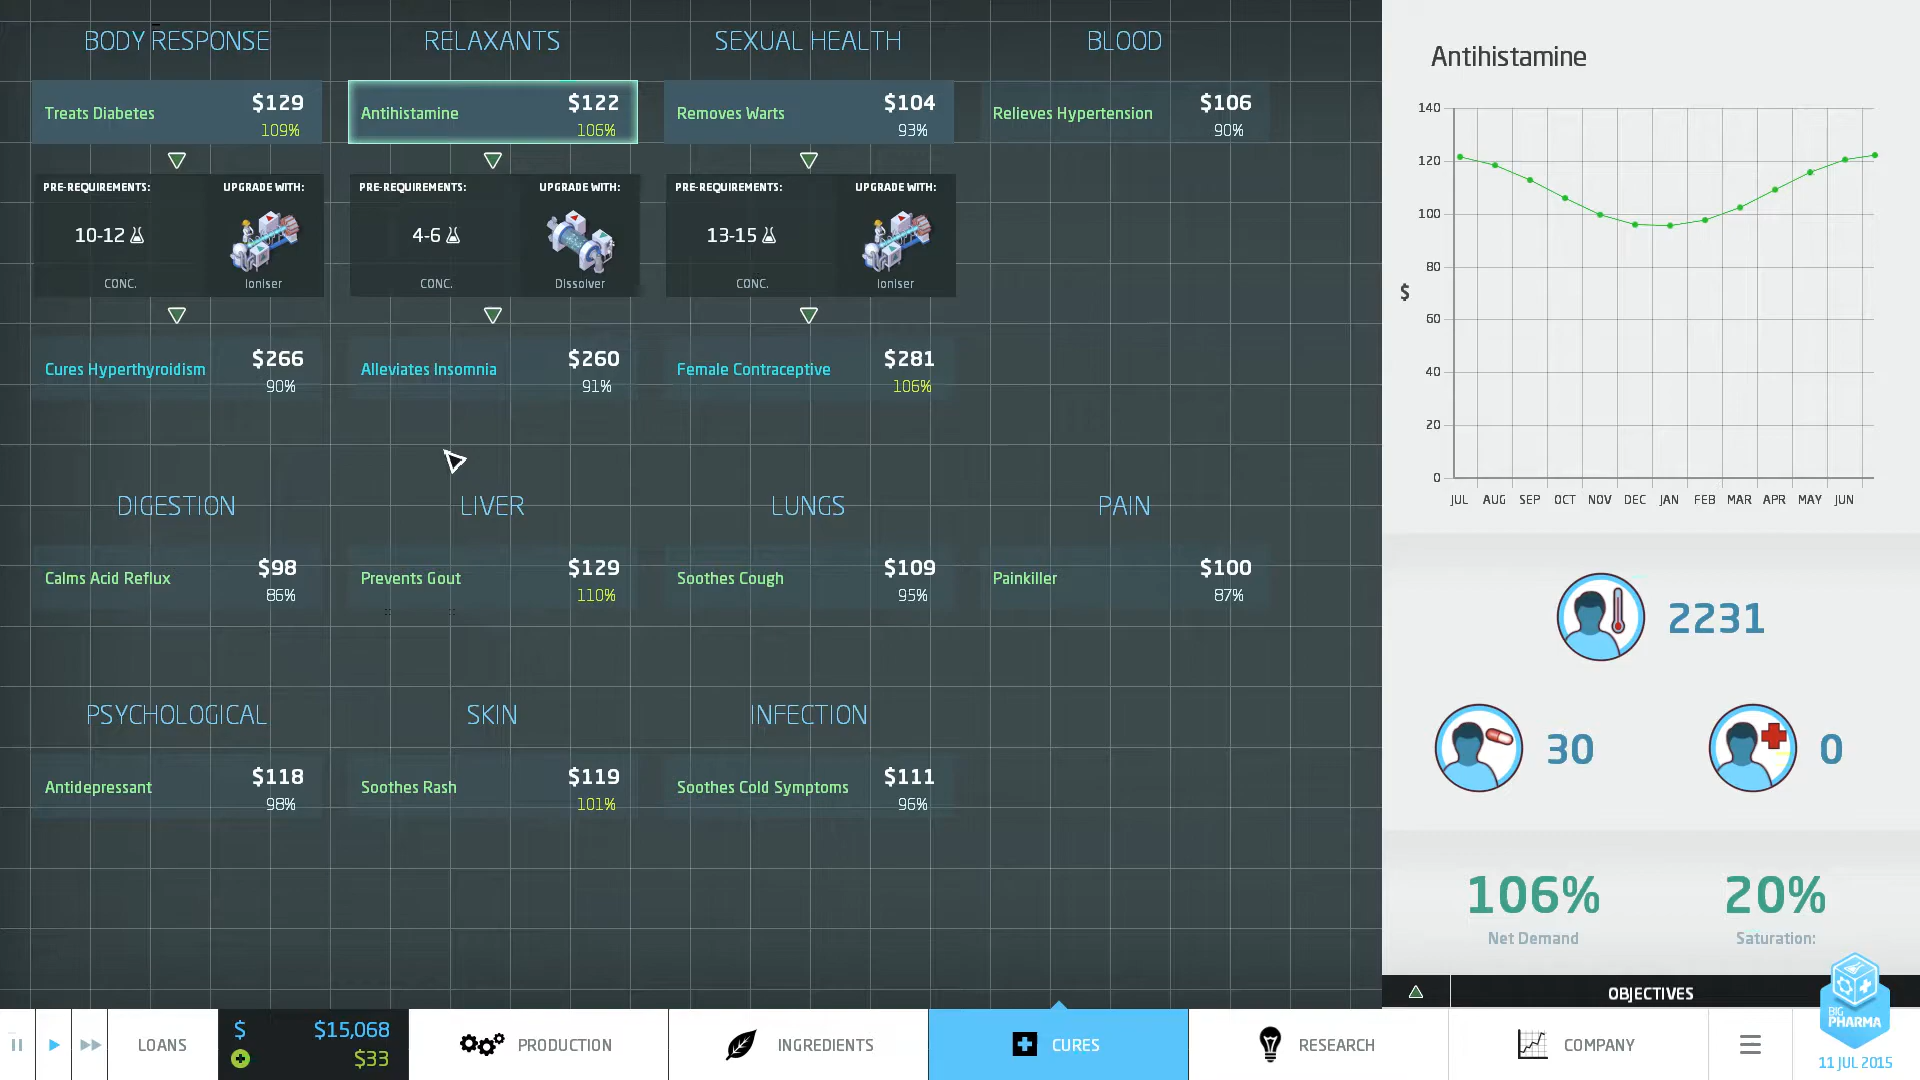 BODY RESPONSE
RELAXANTS
SEXUAL HEALTH
BLOOD
Treats Diabetes
$129
109%
Antihistamine
$122
106%
Removes Warts
$104
93%
Relieves Hypertension
$106
90%
PRE-REQUIREMENTS:
UPGRADE WITH:
10-12
CONC.
Ioniser
PRE-REQUIREMENTS:
UPGRADE WITH:
4-6
CONC.
Dissolver
PRE-REQUIREMENTS:
UPGRADE WITH:
13-15
CONC.
Ioniser
Cures Hyperthyroidism
$266
90%
Alleviates Insomnia
$260
91%
Female Contraceptive
$281
106%
DIGESTION
LIVER
LUNGS
PAIN
Calms Acid Reflux
$98
86%
Prevents Gout
$129
110%
Soothes Cough
$109
95%
Painkiller
$100
87%
PSYCHOLOGICAL
SKIN
INFECTION
Antidepressant
$118
98%
Soothes Rash
$119
101%
Soothes Cold Symptoms
$111
96%
Antihistamine
140
120
100
80
60
40
20
0
$
JUL AUG SEP OCT NOV DEC JAN FEB MAR APR MAY JUN
2231
30
0
106%
Net Demand
20%
Saturation:
OBJECTIVES
LOANS
$ $15,068
$33
PRODUCTION
INGREDIENTS
CURES
RESEARCH
COMPANY
BIG
PHARMA
11 JUL 2015